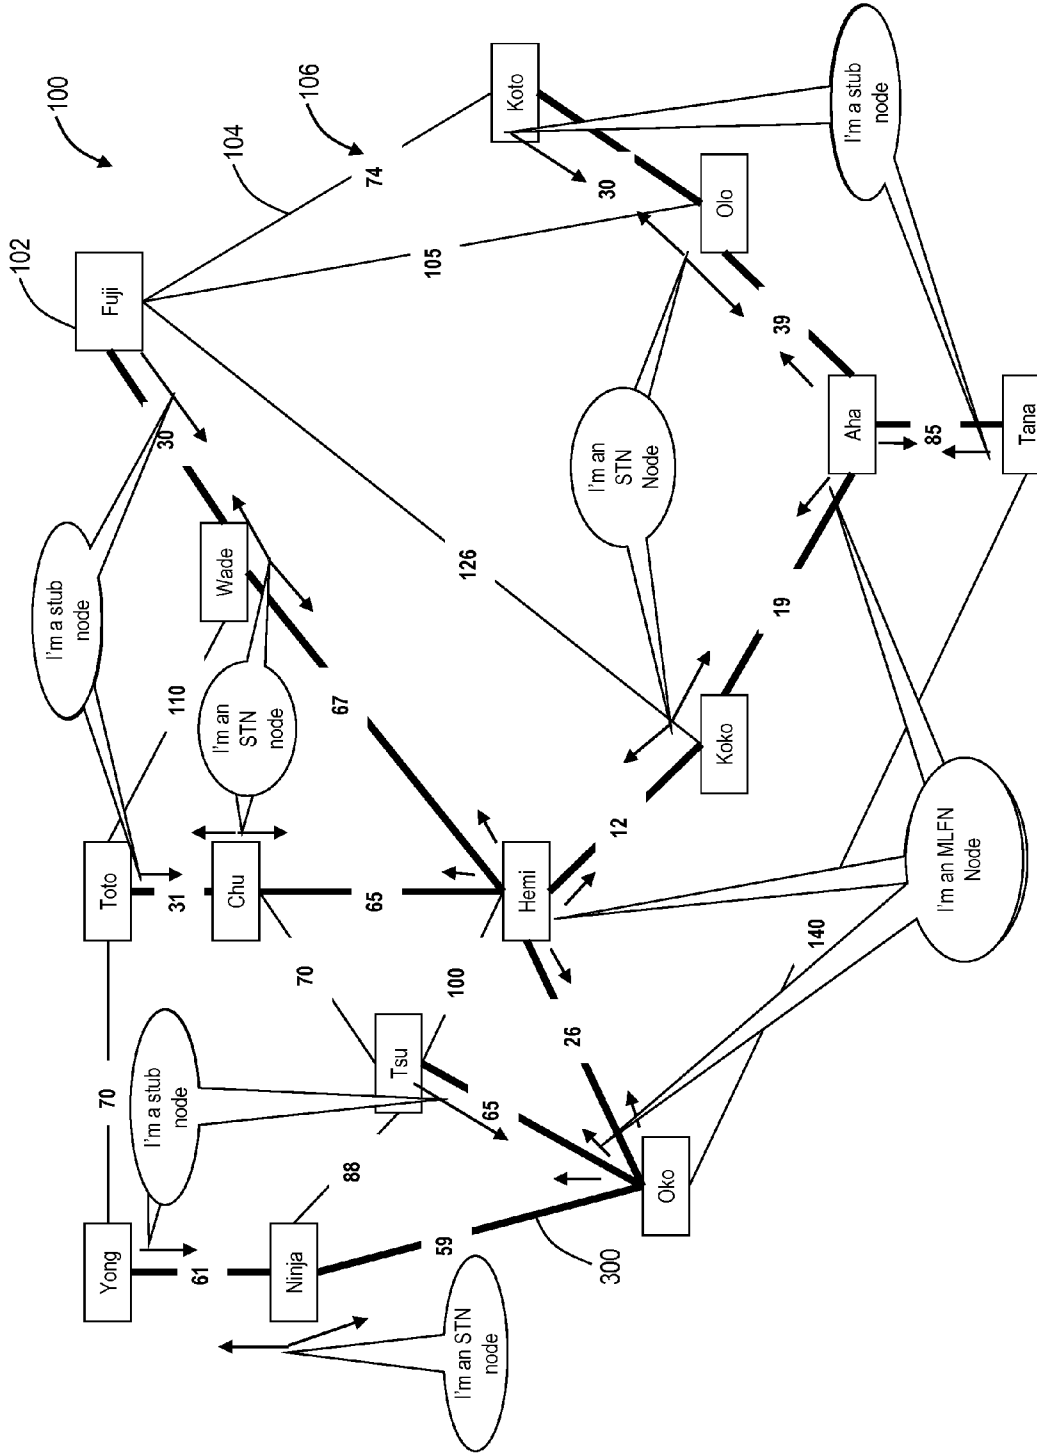 102
100
104
106
Yong
70
Toto
I'm a stub
node
Fuji
I'm a stub
node
61
31
110
30
74
Ninja
Chu
I'm an
STN
node
Wade
88
70
67
105
Tsu
65
126
Koto
I'm an STN
node
59
65
100
Hemi
30
300
26
12
I'm an
STN
Node
Oko
Koko
Olo
140
19
39
Aha
I'm a stub
node
85
I'm an MLFN
Node
Tana